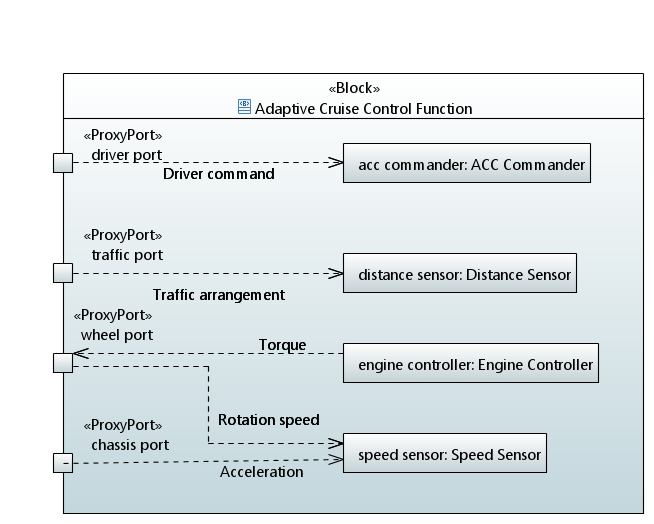 «Block»
Adaptive Cruise Control Function
«ProxyPort»
driver port
Driver command
acc commander: ACC Commander
«ProxyPort»
traffic port
Traffic arrangement
distance sensor: Distance Sensor
«ProxyPort»
wheel port
Torque
engine controller: Engine Controller
Rotation speed
«ProxyPort»
chassis port
speed sensor: Speed Sensor
Acceleration